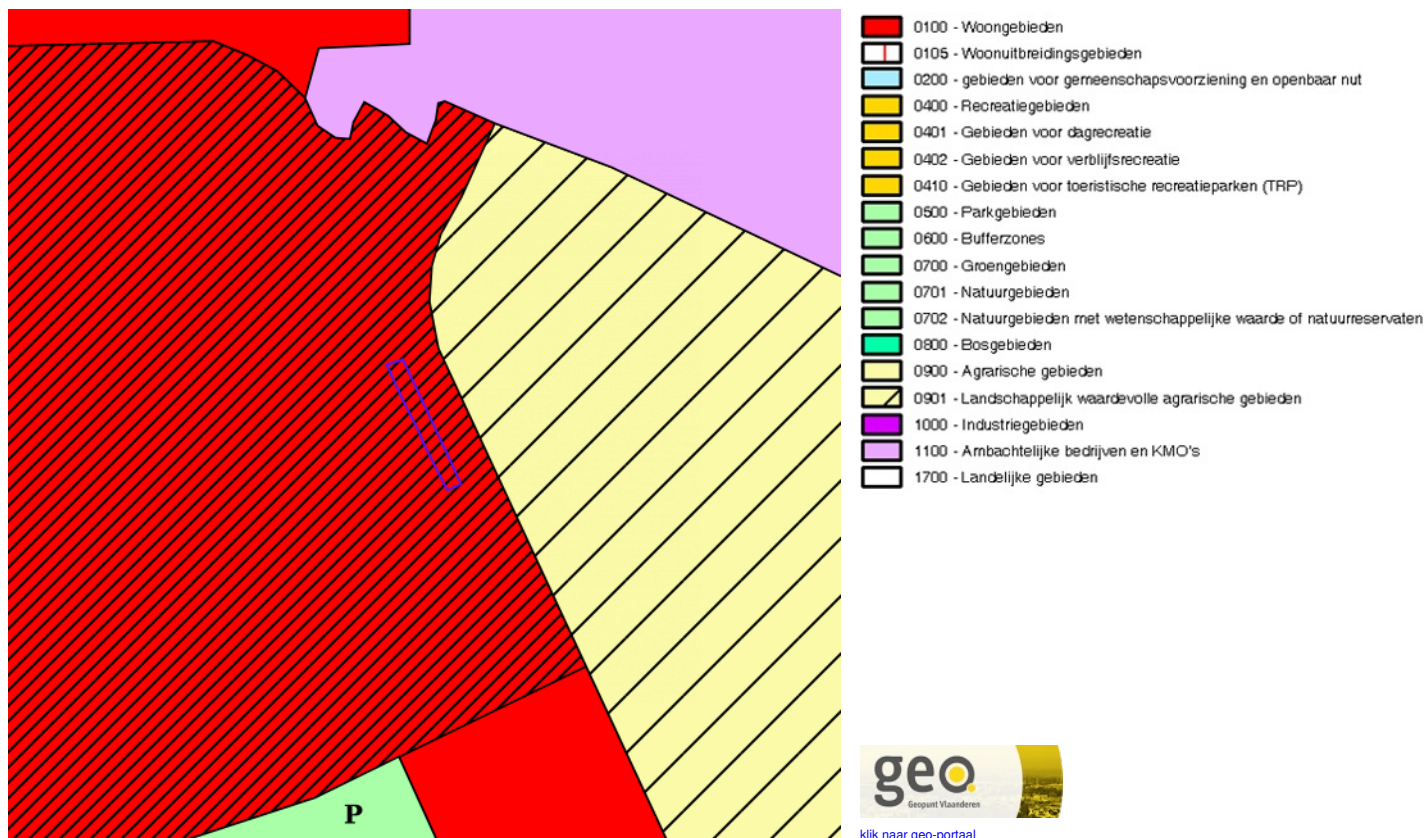 0100 - Woongebieden
0105 - Woonuitbreidingsgebieden
0200 - gebieden voor gemeenschapsvoorziening en openbaar nut
0400 - Recreatiegebieden
0401 - Gebieden voor dagrecreatie
0402 - Gebieden voor verblijfsrecreatie
0410 - Gebieden voor toeristische recreatieparken (TRP)
0500 - Parkgebieden
0600 - Bufferzones
0700 - Groengebieden
0701 - Natuurgebieden
0702 - Natuurgebieden met wetenschappelijke waarde of natuurreservaten
0800 - Bosgebieden
0900 - Agrarische gebieden
0901 - Landschappelijk waardevolle agrarische gebieden
1000 - Industriegebieden
1100 - Ambachtelijke bedrijven en KMO's
1700 - Landelijke gebieden
P
geo
Geopunt Vlaanderen
klik naar geo-portaal